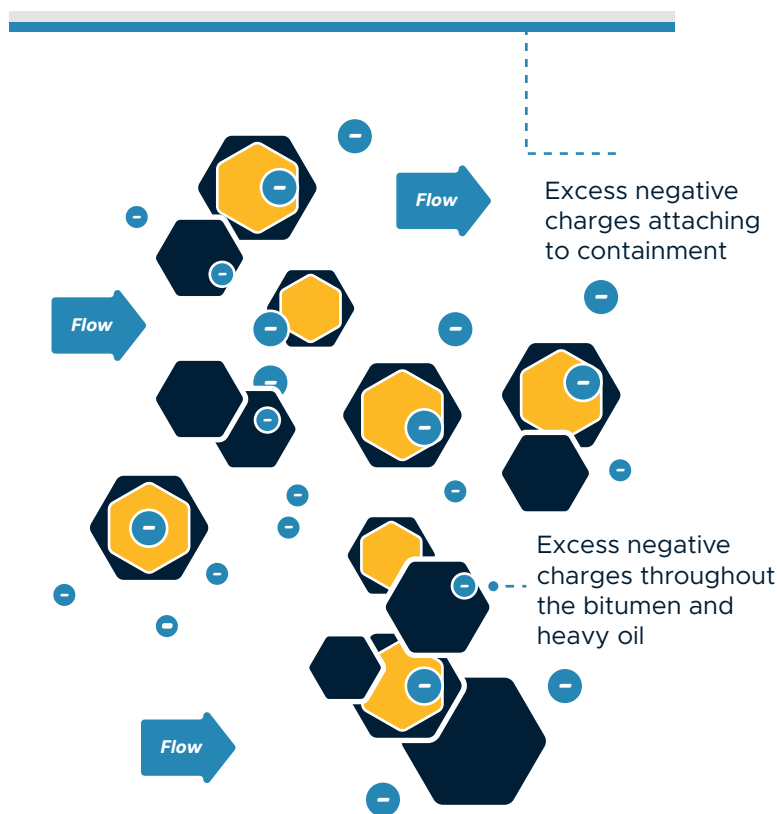 Flow
Excess negative
charges attaching
to containment
Flow
Excess negative
charges throughout
the bitumen and
heavy oil
Flow